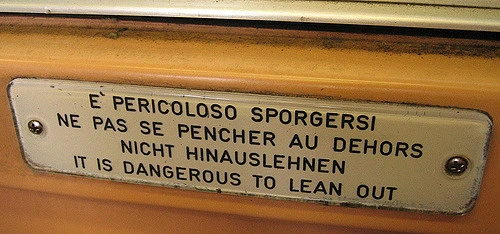 E` PERICOLOSO SPORGERSI
NE PAS SE PENCHER AU DEHORS
NICHT HINAUSLEHNEN
IT IS DANGEROUS TO LEAN OUT